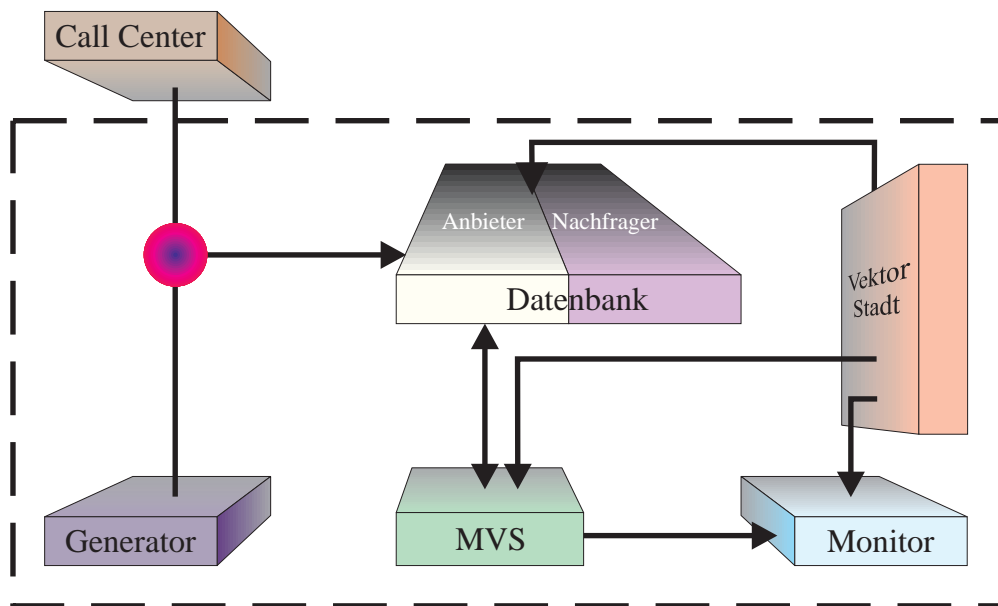 Call Center
Anbieter
Nachfrager
Datenbank
Vektor
Stadt
Generator
MVS
Monitor